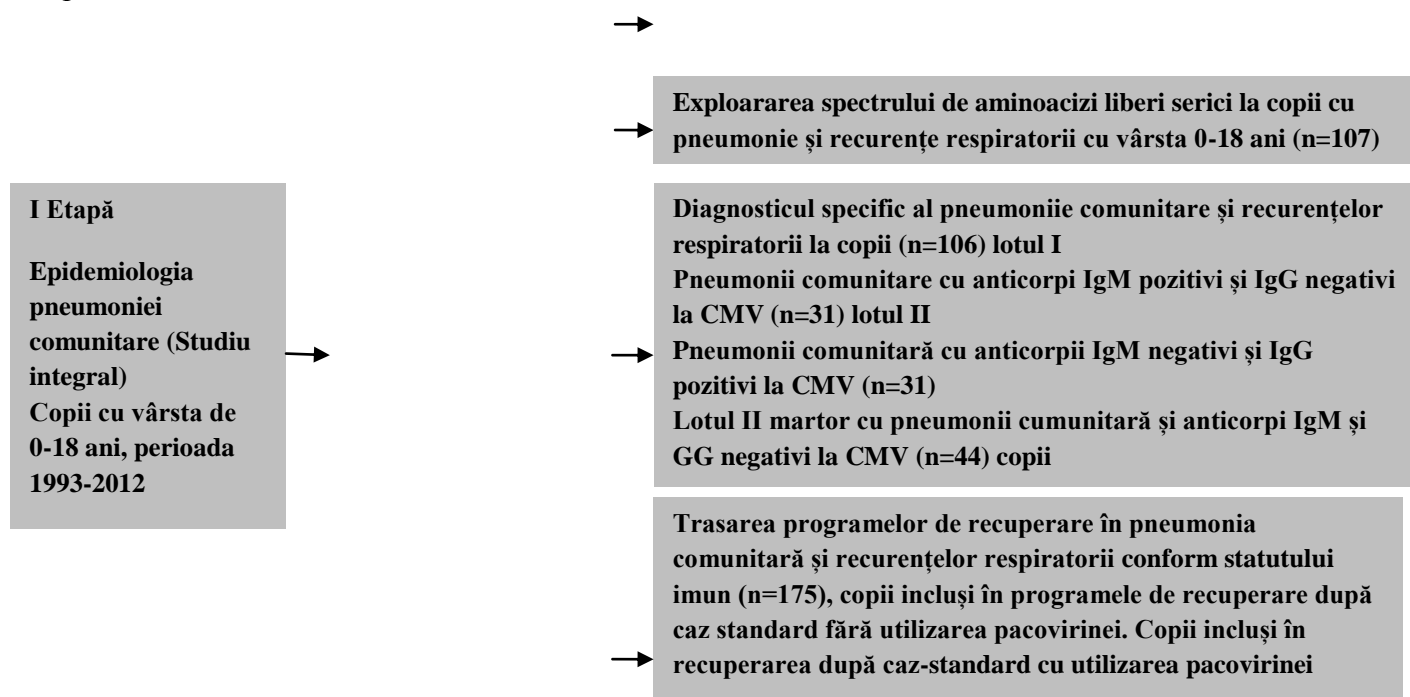 Exploararea spectrului de aminoacizi liberi serici la copii cu
pneumonie și recurențe respiratorii cu vârsta 0-18 ani (n=107)
I Etapă
Epidemiologia
pneumoniei
comunitare (Studiu
integral)
Copii cu vârsta de
0-18 ani, perioada
1993-2012
Diagnosticul specific al pneumoniie comunitare și recurențelor
respiratorii la copii (n=106) lotul I
Pneumonii comunitare cu anticorpi IgM pozitivi și IgG negativi
la CMV (n=31) lotul II
Pneumonii comunitară cu anticorpii IgM negativi și IgG
pozitivi la CMV (n=31)
Lotul II martor cu pneumonii cumunitară și anticorpi IgM și
GG negativi la CMV (n=44) copii
Trasarea programelor de recuperare în pneumonia
comunitară și recurențelor respiratorii conform statutului
imun (n=175), copii incluși în programele de recuperare după
caz standard fără utilizarea pacovirinei. Copii incluși în
recuperarea după caz-standard cu utilizarea pacovirinei